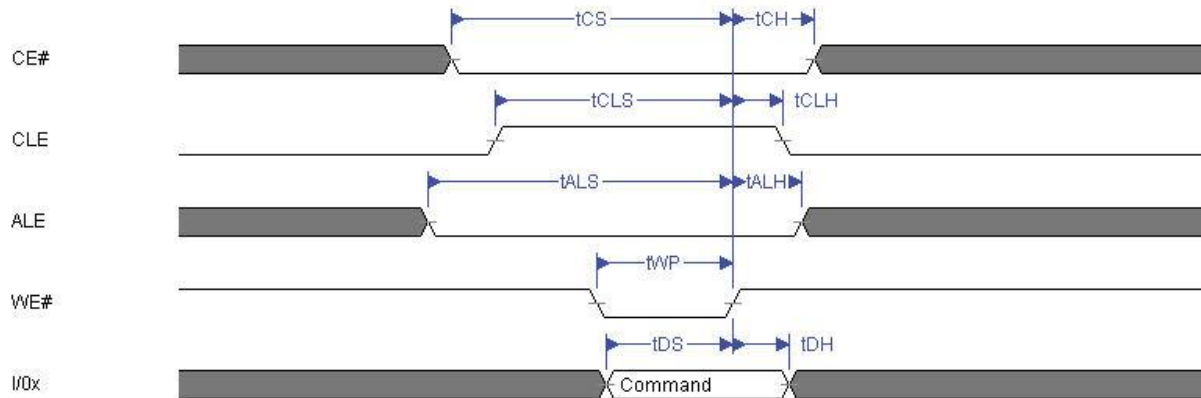 tCS tCH
CE#
tCLS tCLH
CLE
tALS tALH
ALE
tWP
WE#
tDS tDH
I/0x Command